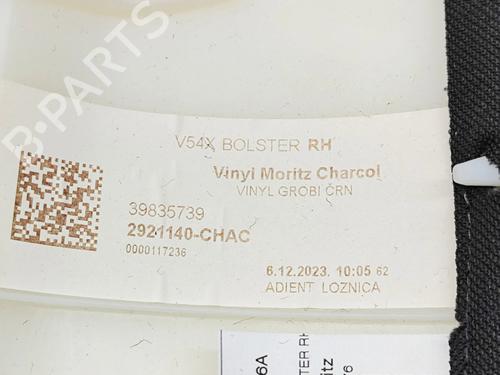 V54X BOLSTER RH
Vinyl Moritz Charcol
VINYL GROBI ČRN
39835739
2921140-CHAC
0000117236
6.12.2023. 10:05 62
ADIENT LOZNICA
B-PARTS